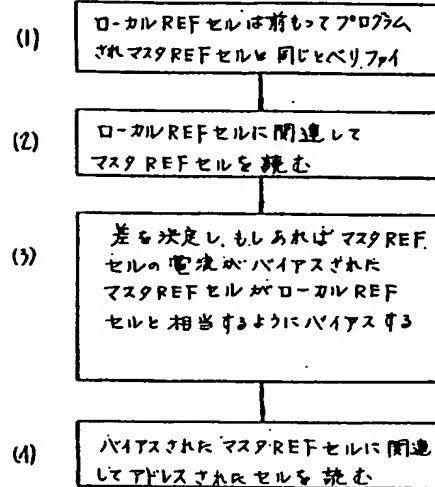 (1)
ローカルREFセルは前もってプログラム
されマスタREFセルと同じとベリファイ
(2)
ローカルREFセルに関連して
マスタREFセルを読む
(3)
差を決定し、もしあればマスタREF
セルの電流がバイアスされた
マスタREFセルがローカルREF
セルと相当するようにバイアスする
(4)
バイアスされたマスタREFセルに関連
してアドレスされたセルを読む